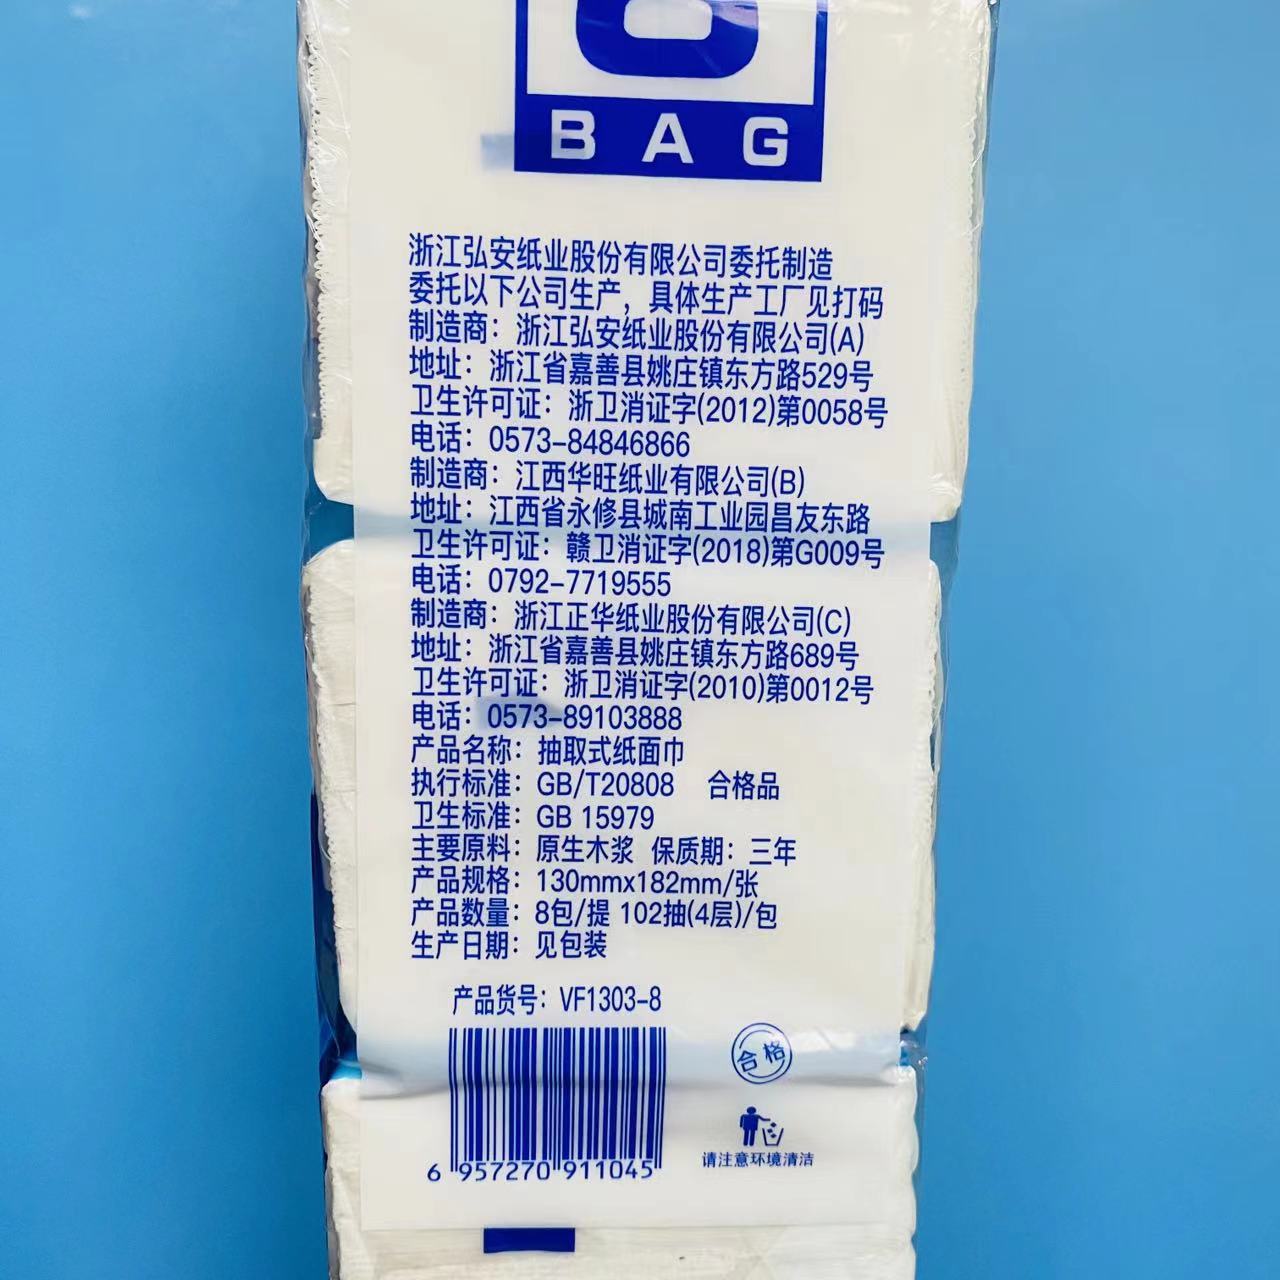 BAG
浙江弘安纸业股份有限公司委托制造
委托以下公司生产，具体生产工厂见打码
制造商：浙江弘安纸业股份有限公司(A)
地址：浙江省嘉善县姚庄镇东方路529号
卫生许可证：浙卫消证字(2012)第0058号
电话：0573-84846866
制造商：江西华旺纸业有限公司(B)
地址：江西省永修县城南工业园昌友东路
卫生许可证：赣卫消证字(2018)第G009号
电话：0792-7719555
制造商：浙江正华纸业股份有限公司(C)
地址：浙江省嘉善县姚庄镇东方路689号
卫生许可证：浙卫消证字(2010)第0012号
电话：0573-89103888
产品名称：抽取式纸面巾
执行标准：GB/T20808 合格品
卫生标准：GB 15979
主要原料：原生木浆 保质期：三年
产品规格：130mmx182mm/张
产品数量：8包/提 102抽(4层)/包
生产日期：见包装
产品货号：VF1303-8
合格
请注意环境清洁
6 957270 911045